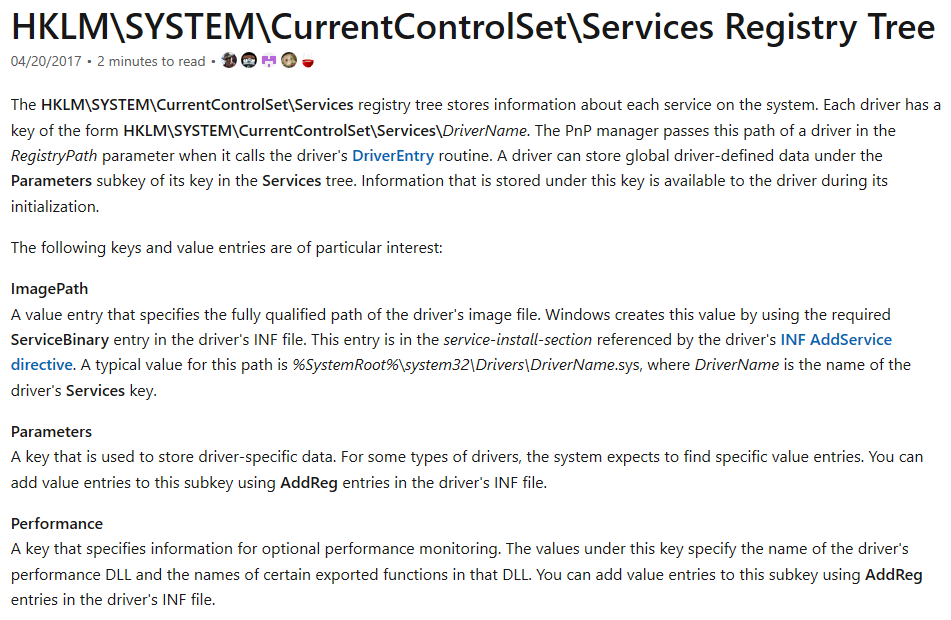 HKLM\SYSTEM\CurrentControlSet\Services Registry Tree
04/20/2017 • 2 minutes to read •
The HKLM\SYSTEM\CurrentControlSet\Services registry tree stores information about each service on the system. Each driver has a
key of the form HKLM\SYSTEM\CurrentControlSet\Services\DriverName. The PnP manager passes this path of a driver in the
RegistryPath parameter when it calls the driver's DriverEntry routine. A driver can store global driver-defined data under the
Parameters subkey of its key in the Services tree. Information that is stored under this key is available to the driver during its
initialization.
The following keys and value entries are of particular interest:
ImagePath
A value entry that specifies the fully qualified path of the driver's image file. Windows creates this value by using the required
ServiceBinary entry in the driver's INF file. This entry is in the service-install-section referenced by the driver's INF AddService
directive. A typical value for this path is %SystemRoot%\system32\Drivers\DriverName.sys, where DriverName is the name of the
driver's Services key.
Parameters
A key that is used to store driver-specific data. For some types of drivers, the system expects to find specific value entries. You can
add value entries to this subkey using AddReg entries in the driver's INF file.
Performance
A key that specifies information for optional performance monitoring. The values under this key specify the name of the driver's
performance DLL and the names of certain exported functions in that DLL. You can add value entries to this subkey using AddReg
entries in the driver's INF file.